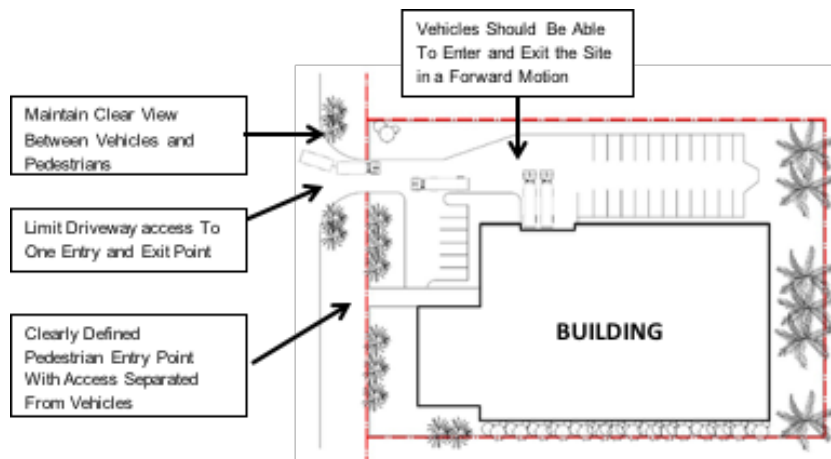 Vehicles Should Be Able
To Enter and Exit the Site
in a Forward Motion
Maintain Clear View
Between Vehicles and
Pedestrians
Limit Driveway access To
One Entry and Exit Point
Clearly Defined
Pedestrian Entry Point
With Access Separated
From Vehicles
BUILDING